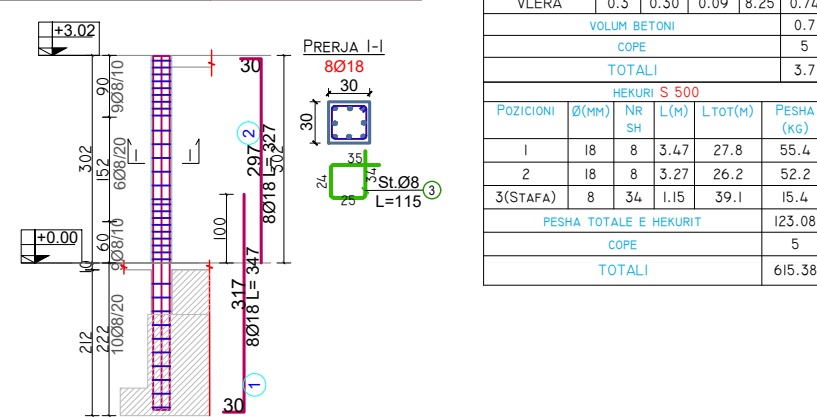 +3.02
90
9Ø8/10
302
152
6Ø8/20
I
I
+0.00
60
9Ø8/10
10
212
222
10Ø8/20
30
2
297
8Ø18 L= 327
302
100
317
8Ø18 L= 347
1
30
PRERJA I-I
8Ø18
30
30
35
34
24
25
St.Ø8
L=115
3
VLERA 0.3 0.30 0.09 8.25 0.74
VOLUM BETONI 0.7
COPE 5
TOTALI 3.7
HEKURI S 500
POZICIONI Ø(MM) NR SH L(M) LTOT(M) PESHA (KG)
1 18 8 3.47 27.8 55.4
2 18 8 3.27 26.2 52.2
3(STAFA) 8 34 1.15 39.1 15.4
PESHA TOTALE E HEKURIT 123.08
COPE 5
TOTALI 615.38